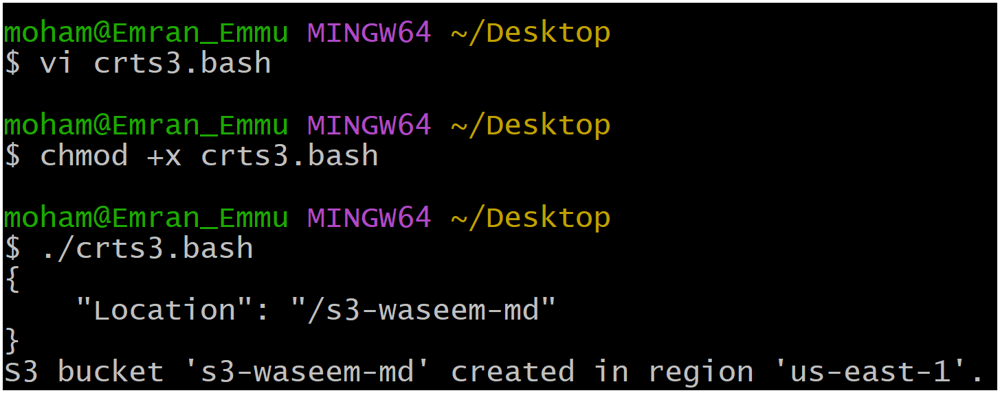 moham@Emran_Emmu MINGW64 ~/Desktop
$ vi crts3.bash
moham@Emran_Emmu MINGW64 ~/Desktop
$ chmod +x crts3.bash
moham@Emran_Emmu MINGW64 ~/Desktop
$ ./crts3.bash
{
    "Location": "/s3-waseem-md"
}
S3 bucket 's3-waseem-md' created in region 'us-east-1'.